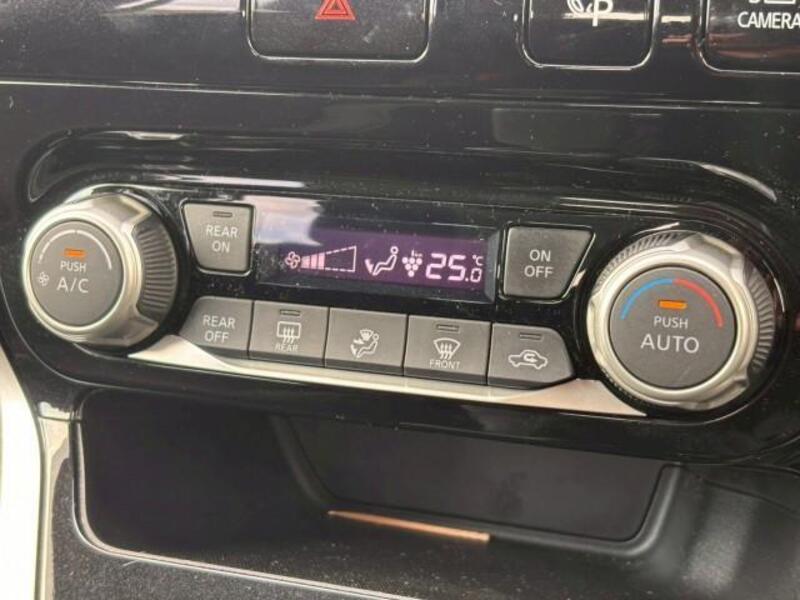 P
CAMERA
REAR
ON
PUSH
A/C
25.0
°C
ON
OFF
PUSH
AUTO
REAR
OFF
REAR
FRONT